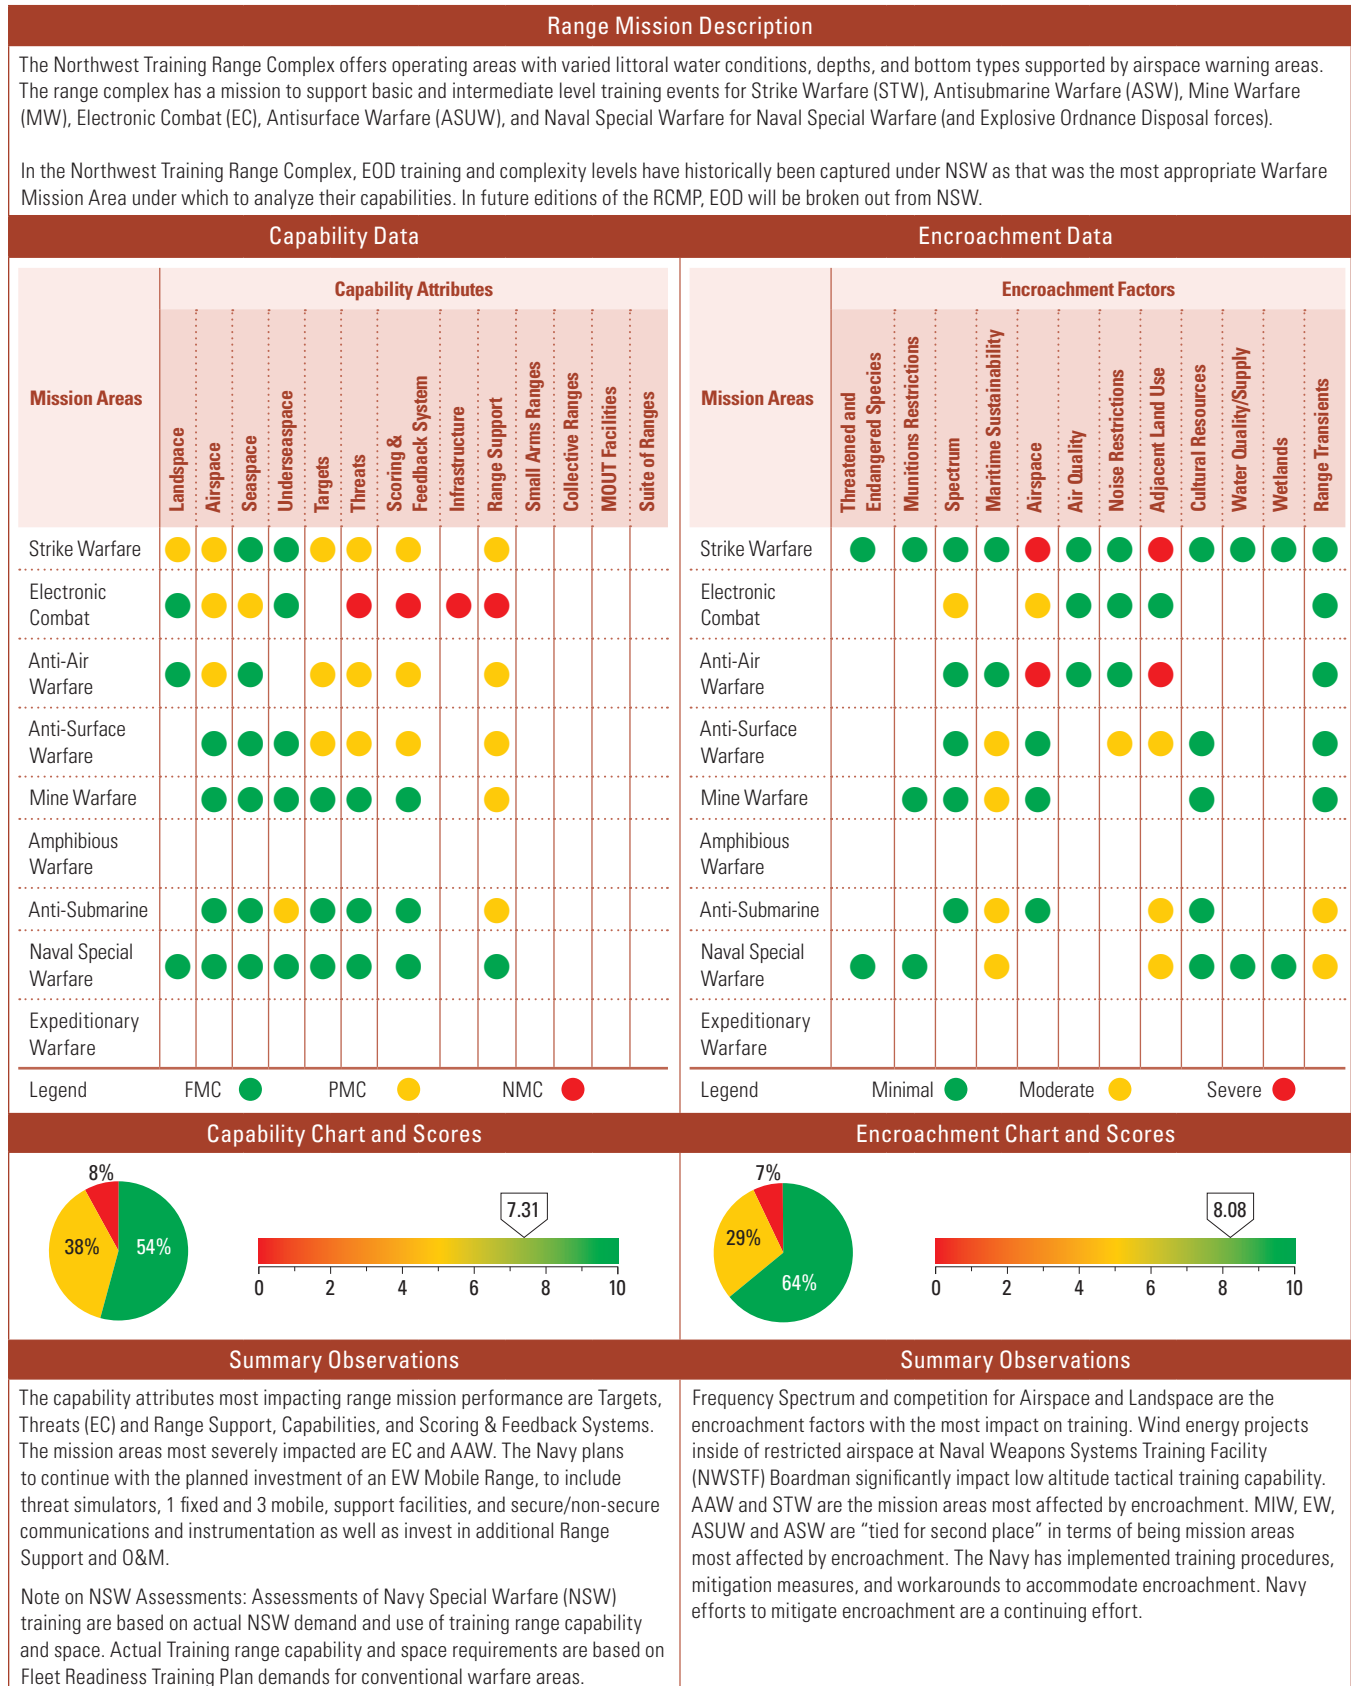 Range Mission Description
The Northwest Training Range Complex offers operating areas with varied littoral water conditions, depths, and bottom types supported by airspace warning areas.
The range complex has a mission to support basic and intermediate level training events for Strike Warfare (STW), Antisubmarine Warfare (ASW), Mine Warfare
(MW), Electronic Combat (EC), Antisurface Warfare (ASUW), and Naval Special Warfare for Naval Special Warfare (and Explosive Ordnance Disposal forces).
In the Northwest Training Range Complex, EOD training and complexity levels have historically been captured under NSW as that was the most appropriate Warfare
Mission Area under which to analyze their capabilities. In future editions of the RCMP, EOD will be broken out from NSW.
Capability Data
Mission Areas
Capability Attributes
Landspace
Airspace
Seaspace
Underseaspace
Targets
Threats
Scoring &
Feedback System
Infrastructure
Range Support
Small Arms Ranges
Collective Ranges
MOUT Facilities
Suite of Ranges
Strike Warfare
Electronic
Combat
Anti-Air
Warfare
Anti-Surface
Warfare
Mine Warfare
Amphibious
Warfare
Anti-Submarine
Naval Special
Warfare
Expeditionary
Warfare
Legend FMC PMC NMC
Encroachment Data
Mission Areas
Encroachment Factors
Threatened and
Endangered Species
Munitions Restrictions
Spectrum
Maritime Sustainability
Airspace
Air Quality
Noise Restrictions
Adjacent Land Use
Cultural Resources
Water Quality/Supply
Wetlands
Range Transients
Strike Warfare
Electronic
Combat
Anti-Air
Warfare
Anti-Surface
Warfare
Mine Warfare
Amphibious
Warfare
Anti-Submarine
Naval Special
Warfare
Expeditionary
Warfare
Legend Minimal Moderate Severe
Capability Chart and Scores
8%
38%
54%
7.31
0 2 4 6 8 10
Encroachment Chart and Scores
7%
29%
64%
8.08
0 2 4 6 8 10
Summary Observations
The capability attributes most impacting range mission performance are Targets,
Threats (EC) and Range Support, Capabilities, and Scoring & Feedback Systems.
The mission areas most severely impacted are EC and AAW. The Navy plans
to continue with the planned investment of an EW Mobile Range, to include
threat simulators, 1 fixed and 3 mobile, support facilities, and secure/non-secure
communications and instrumentation as well as invest in additional Range
Support and O&M.
Note on NSW Assessments: Assessments of Navy Special Warfare (NSW)
training are based on actual NSW demand and use of training range capability
and space. Actual Training range capability and space requirements are based on
Fleet Readiness Training Plan demands for conventional warfare areas.
Summary Observations
Frequency Spectrum and competition for Airspace and Landspace are the
encroachment factors with the most impact on training. Wind energy projects
inside of restricted airspace at Naval Weapons Systems Training Facility
(NWSTF) Boardman significantly impact low altitude tactical training capability.
AAW and STW are the mission areas most affected by encroachment. MIW, EW,
ASUW and ASW are “tied for second place” in terms of being mission areas
most affected by encroachment. The Navy has implemented training procedures,
mitigation measures, and workarounds to accommodate encroachment. Navy
efforts to mitigate encroachment are a continuing effort.